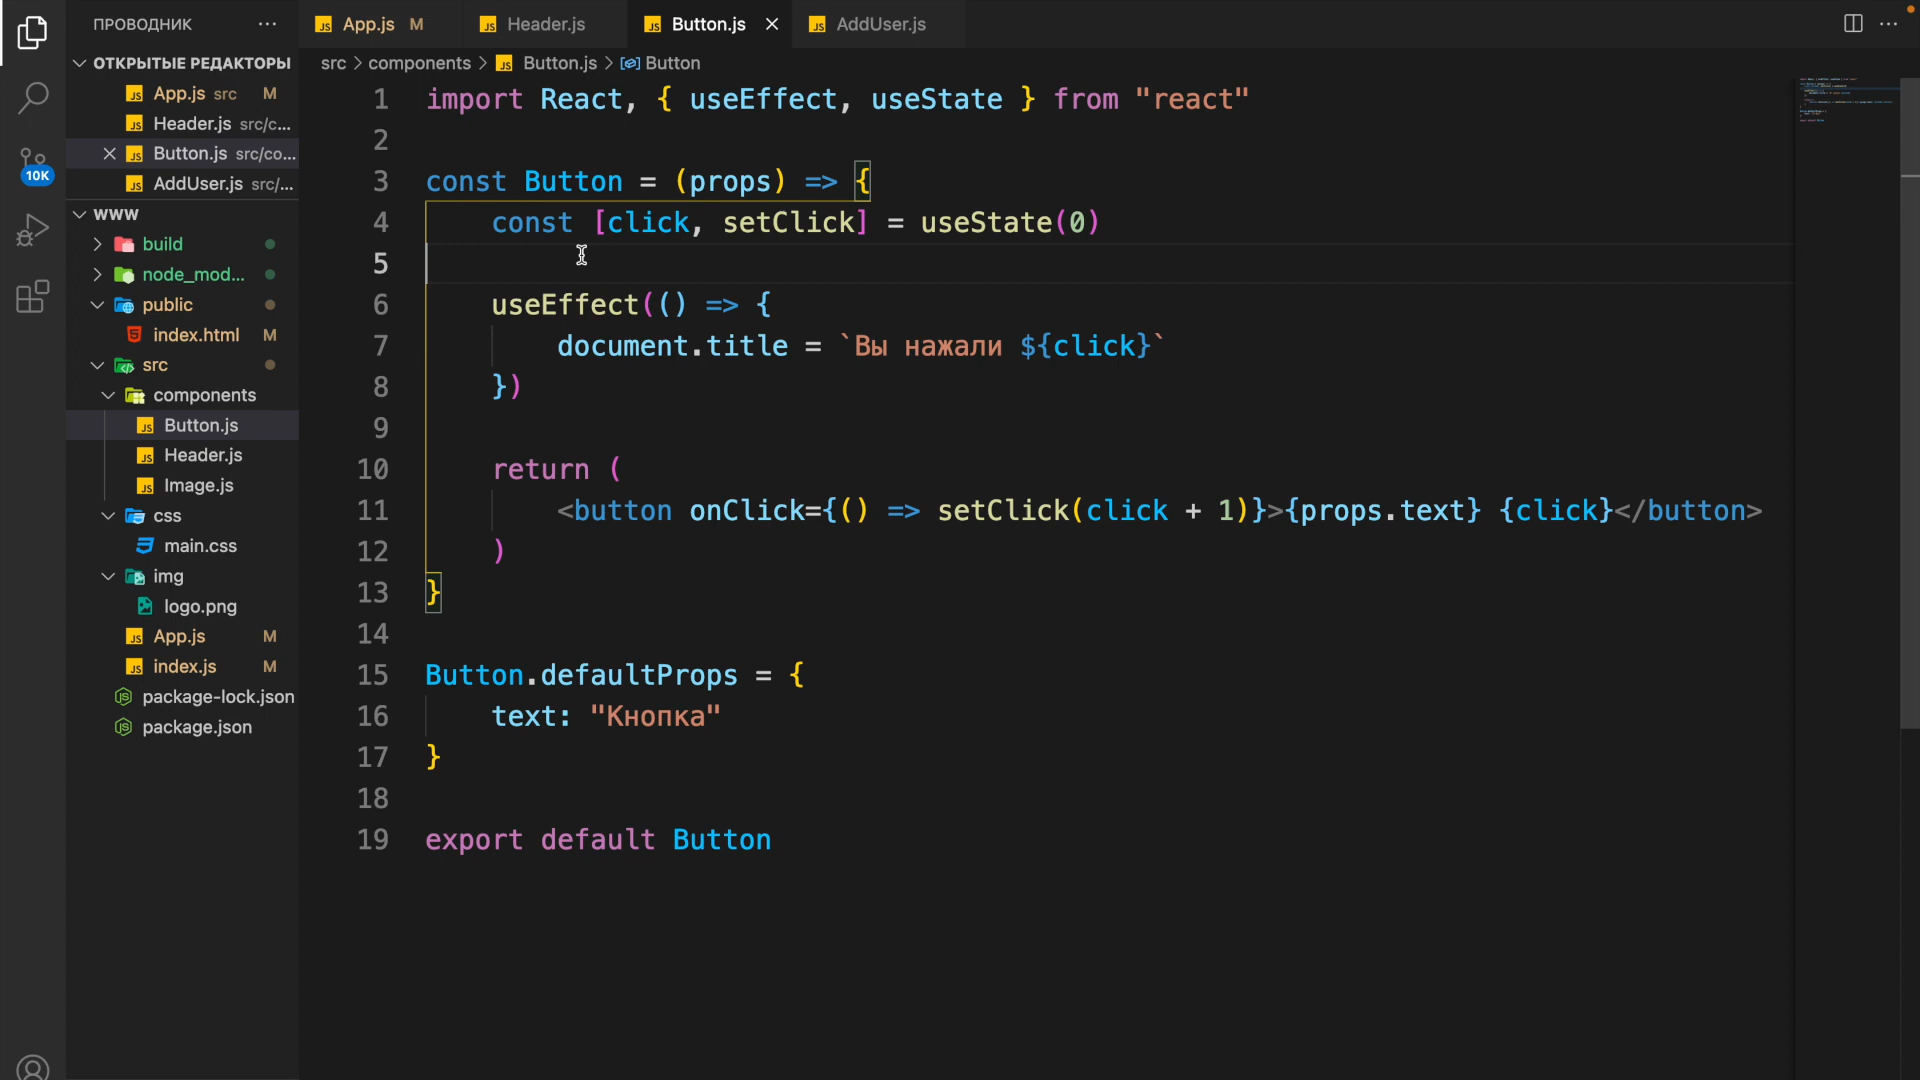 ПРОВОДНИК ···
ОТКРЫТЫЕ РЕДАКТОРЫ
App.js src M
Header.js src/c...
Button.js src/co...
AddUser.js src/...
WWW
build
node_mod...
public
index.html M
src
components
Button.js
Header.js
Image.js
css
main.css
img
logo.png
App.js M
index.js M
package-lock.json
package.json
10K
App.js M
Header.js
Button.js
AddUser.js
src > components > Button.js > Button
1 import React, { useEffect, useState } from "react"
2
3 const Button = (props) => {
4 const [click, setClick] = useState(0)
5
6 useEffect(() => {
7 document.title = `Вы нажали ${click}`
8 })
9
10 return (
11 <button onClick={() => setClick(click + 1)}>{props.text} {click}</button>
12 )
13 }
14
15 Button.defaultProps = {
16 text: "Кнопка"
17 }
18
19 export default Button